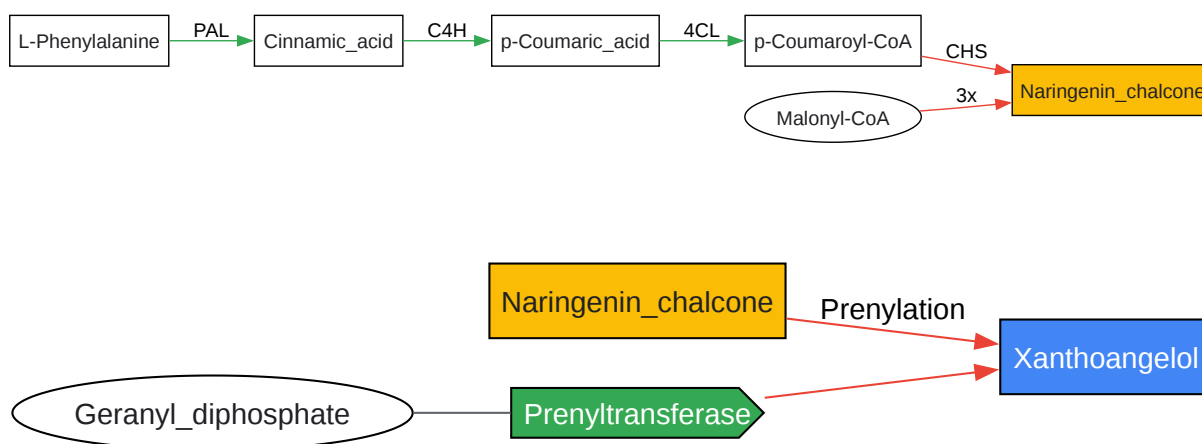 L-Phenylalanine
PAL
Cinnamic_acid
C4H
p-Coumaric_acid
4CL
p-Coumaroyl-CoA
CHS
Naringenin_chalcone
3x
Malonyl-CoA
Naringenin_chalcone
Prenylation
Xanthoangelol
Geranyl_diphosphate
Prenyltransferase